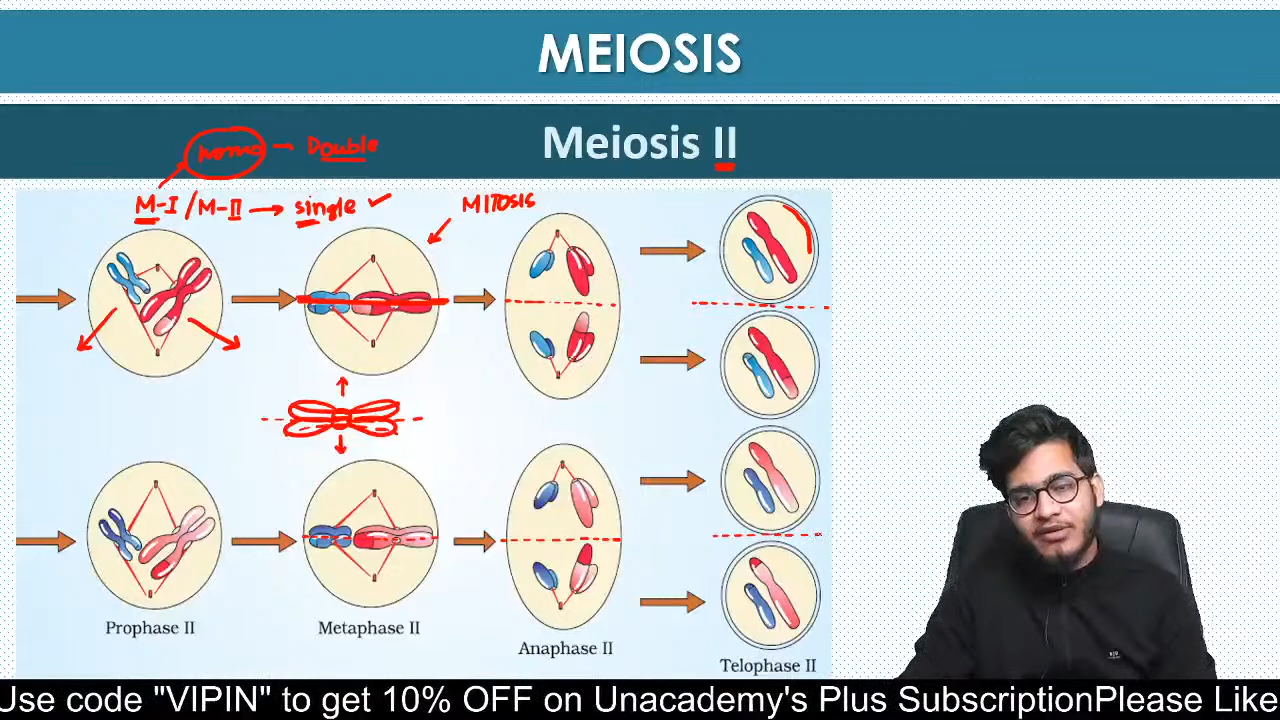 MEIOSIS
Meiosis II
homo → Double
M-I / M-II → single ✓
MITOSIS
Prophase II
Metaphase II
Anaphase II
Telophase II
Use code "VIPIN" to get 10% OFF on Unacademy's Plus SubscriptionPlease Like